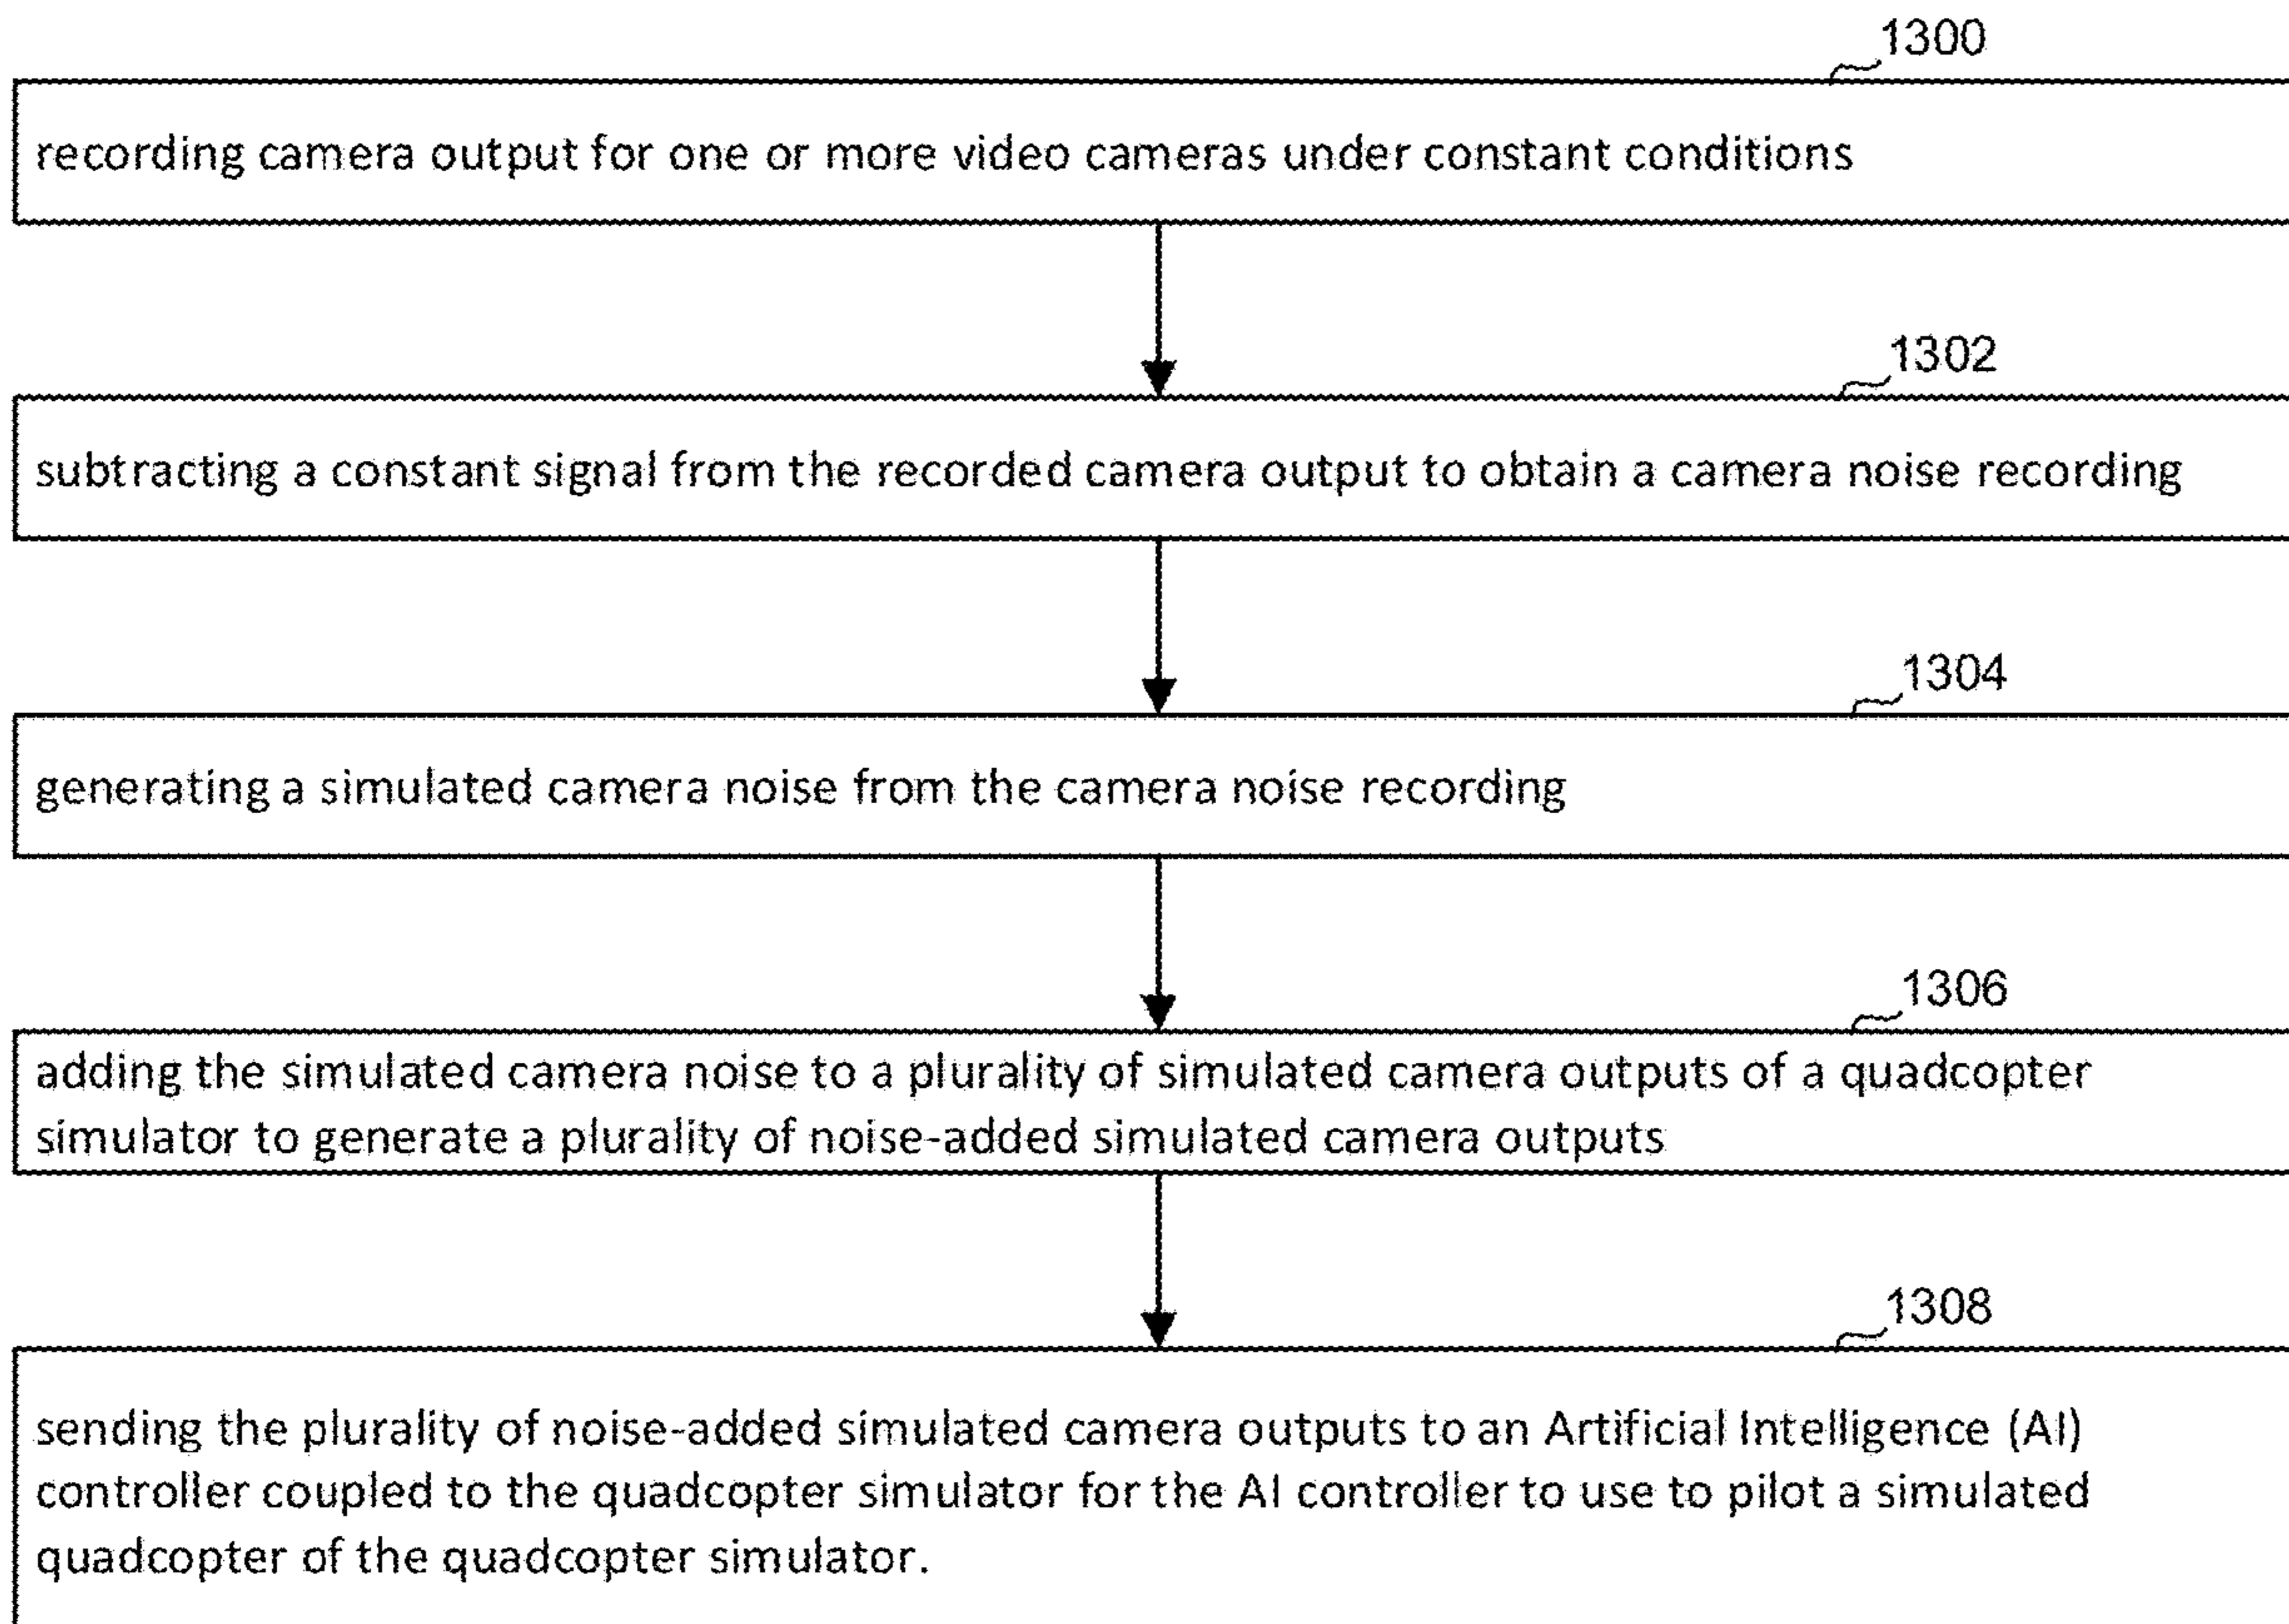 1300
recording camera output for one or more video cameras under constant conditions
1302
subtracting a constant signal from the recorded camera output to obtain a camera noise recording
1304
generating a simulated camera noise from the camera noise recording
1306
adding the simulated camera noise to a plurality of simulated camera outputs of a quadcopter
simulator to generate a plurality of noise-added simulated camera outputs
1308
sending the plurality of noise-added simulated camera outputs to an Artificial Intelligence (AI)
controller coupled to the quadcopter simulator for the AI controller to use to pilot a simulated
quadcopter of the quadcopter simulator.